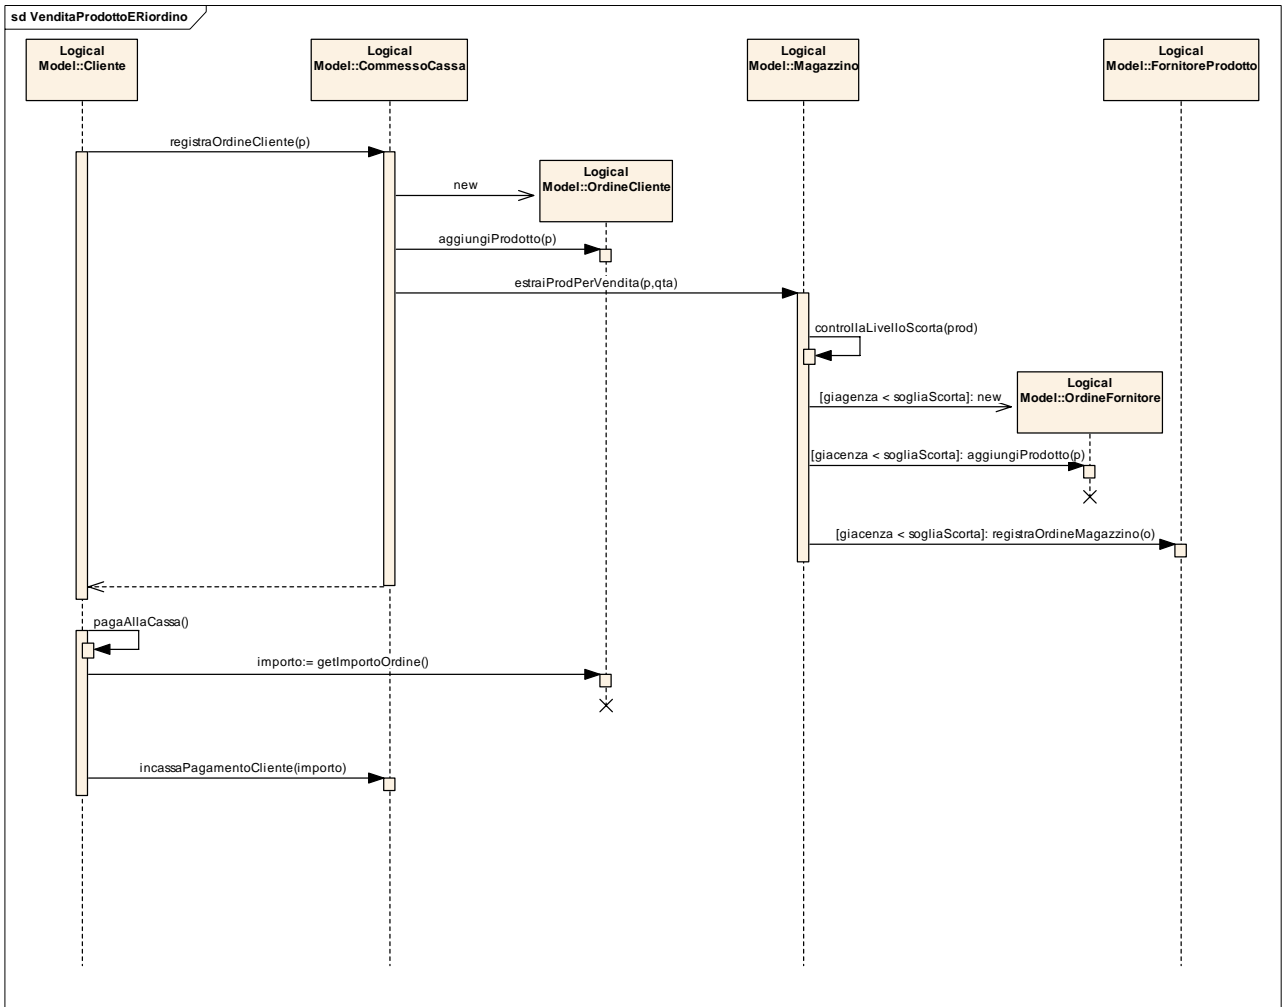 sd VenditaProdottoERiordino
Logical
Model::Cliente
Logical
Model::CommessoCassa
Logical
Model::Magazzino
Logical
Model::FornitoreProdotto
registraOrdineCliente(p)
Logical
Model::OrdineCliente
new
aggiungiProdotto(p)
estraiProdPerVendita(p,qta)
controllaLivelloScorta(prod)
Logical
Model::OrdineFornitore
[giagenza < sogliaScorta]: new
[giacenza < sogliaScorta]: aggiungiProdotto(p)
[giacenza < sogliaScorta]: registraOrdineMagazzino(o)
pagaAllaCassa()
importo:= getImportoOrdine()
incassaPagamentoCliente(importo)